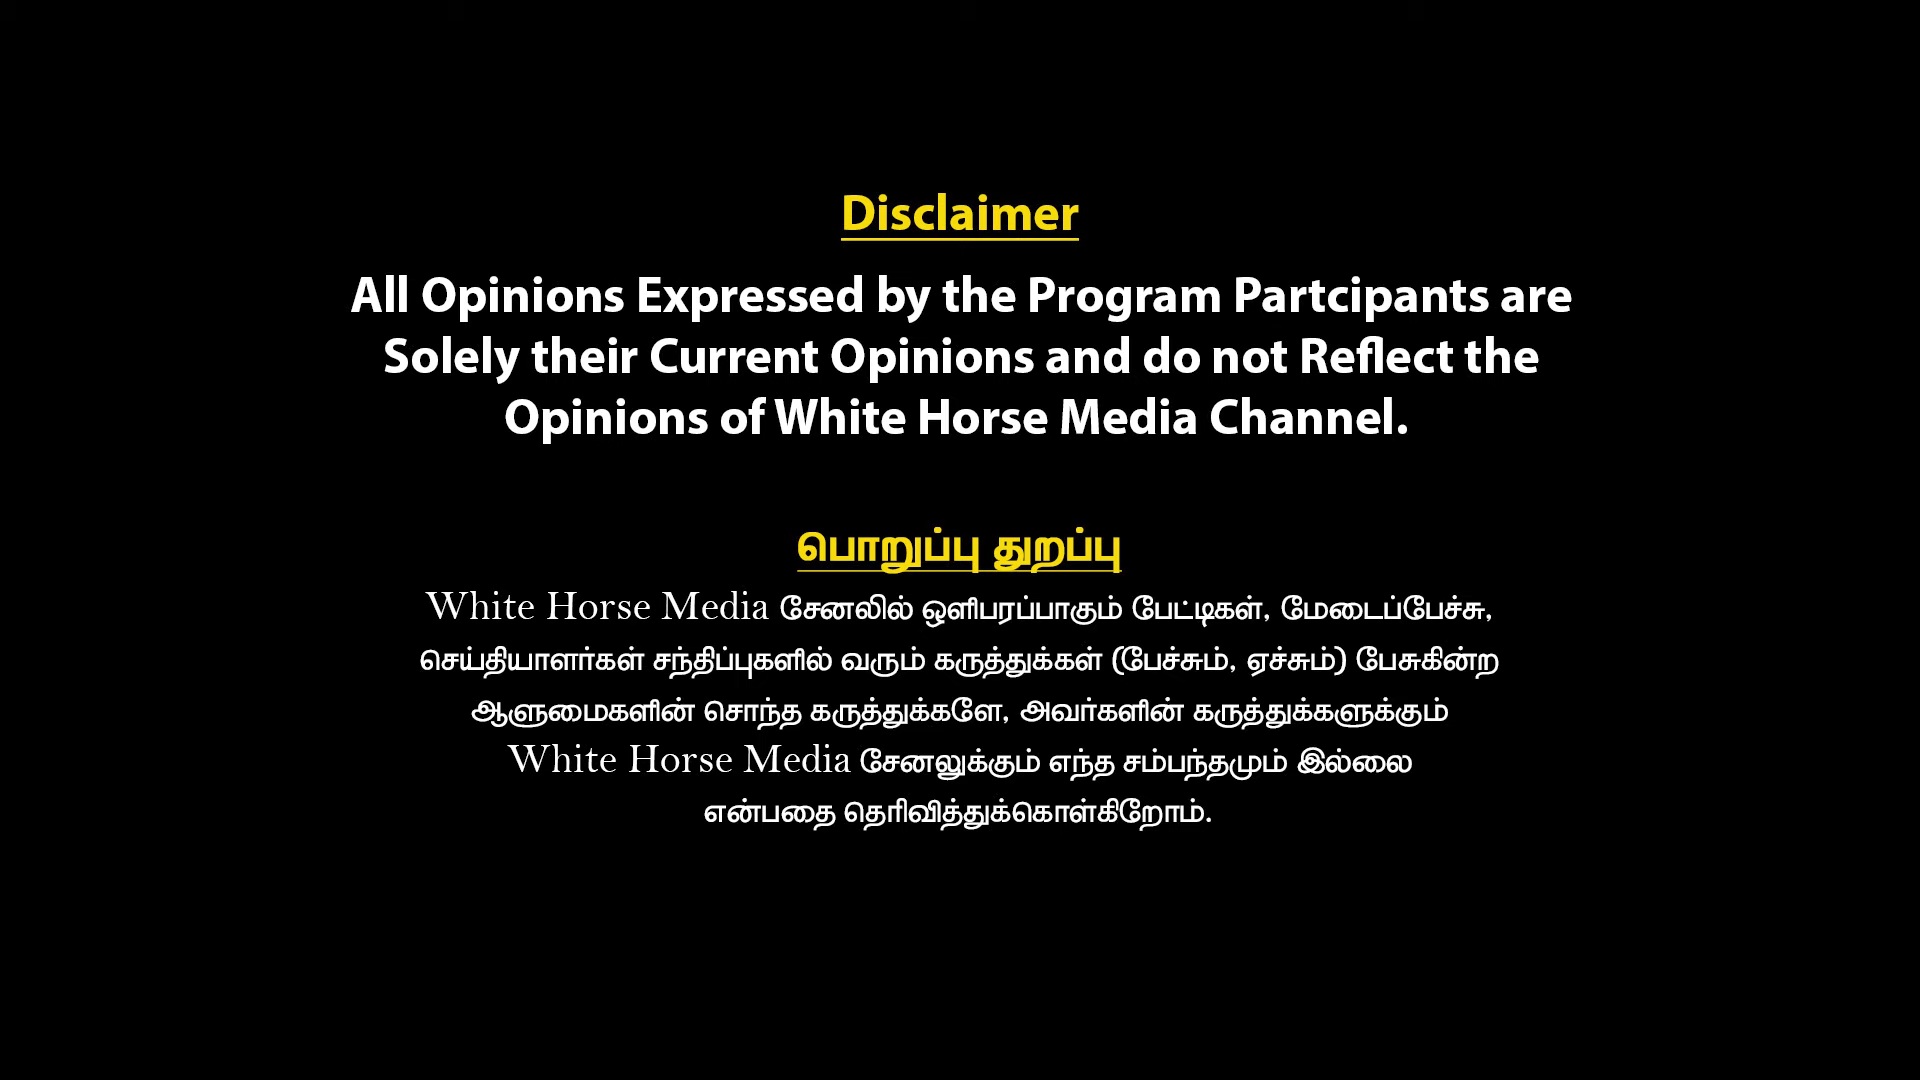 Disclaimer
All Opinions Expressed by the Program Partcipants are
Solely their Current Opinions and do not Reflect the
Opinions of White Horse Media Channel.
பொறுப்பு துறப்பு
White Horse Media சேனலில் ஒளிபரப்பாகும் பேட்டிகள், மேடைப்பேச்சு,
செய்தியாளர்கள் சந்திப்புகளில் வரும் கருத்துக்கள் (பேச்சும், ஏச்சும்) பேசுகின்ற
ஆளுமைகளின் சொந்த கருத்துக்களே, அவர்களின் கருத்துக்களுக்கும்
White Horse Media சேனலுக்கும் எந்த சம்பந்தமும் இல்லை
என்பதை தெரிவித்துக்கொள்கிறோம்.